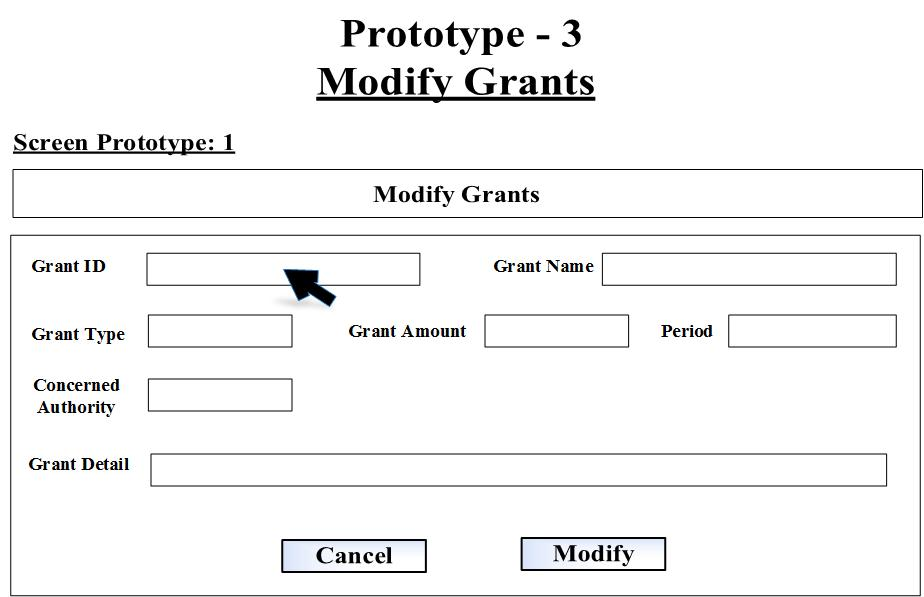 Prototype - 3
Modify Grants
Screen Prototype: 1
Modify Grants
Grant ID
Grant Name
Grant Type
Grant Amount
Period
Concerned
Authority
Grant Detail
Cancel
Modify